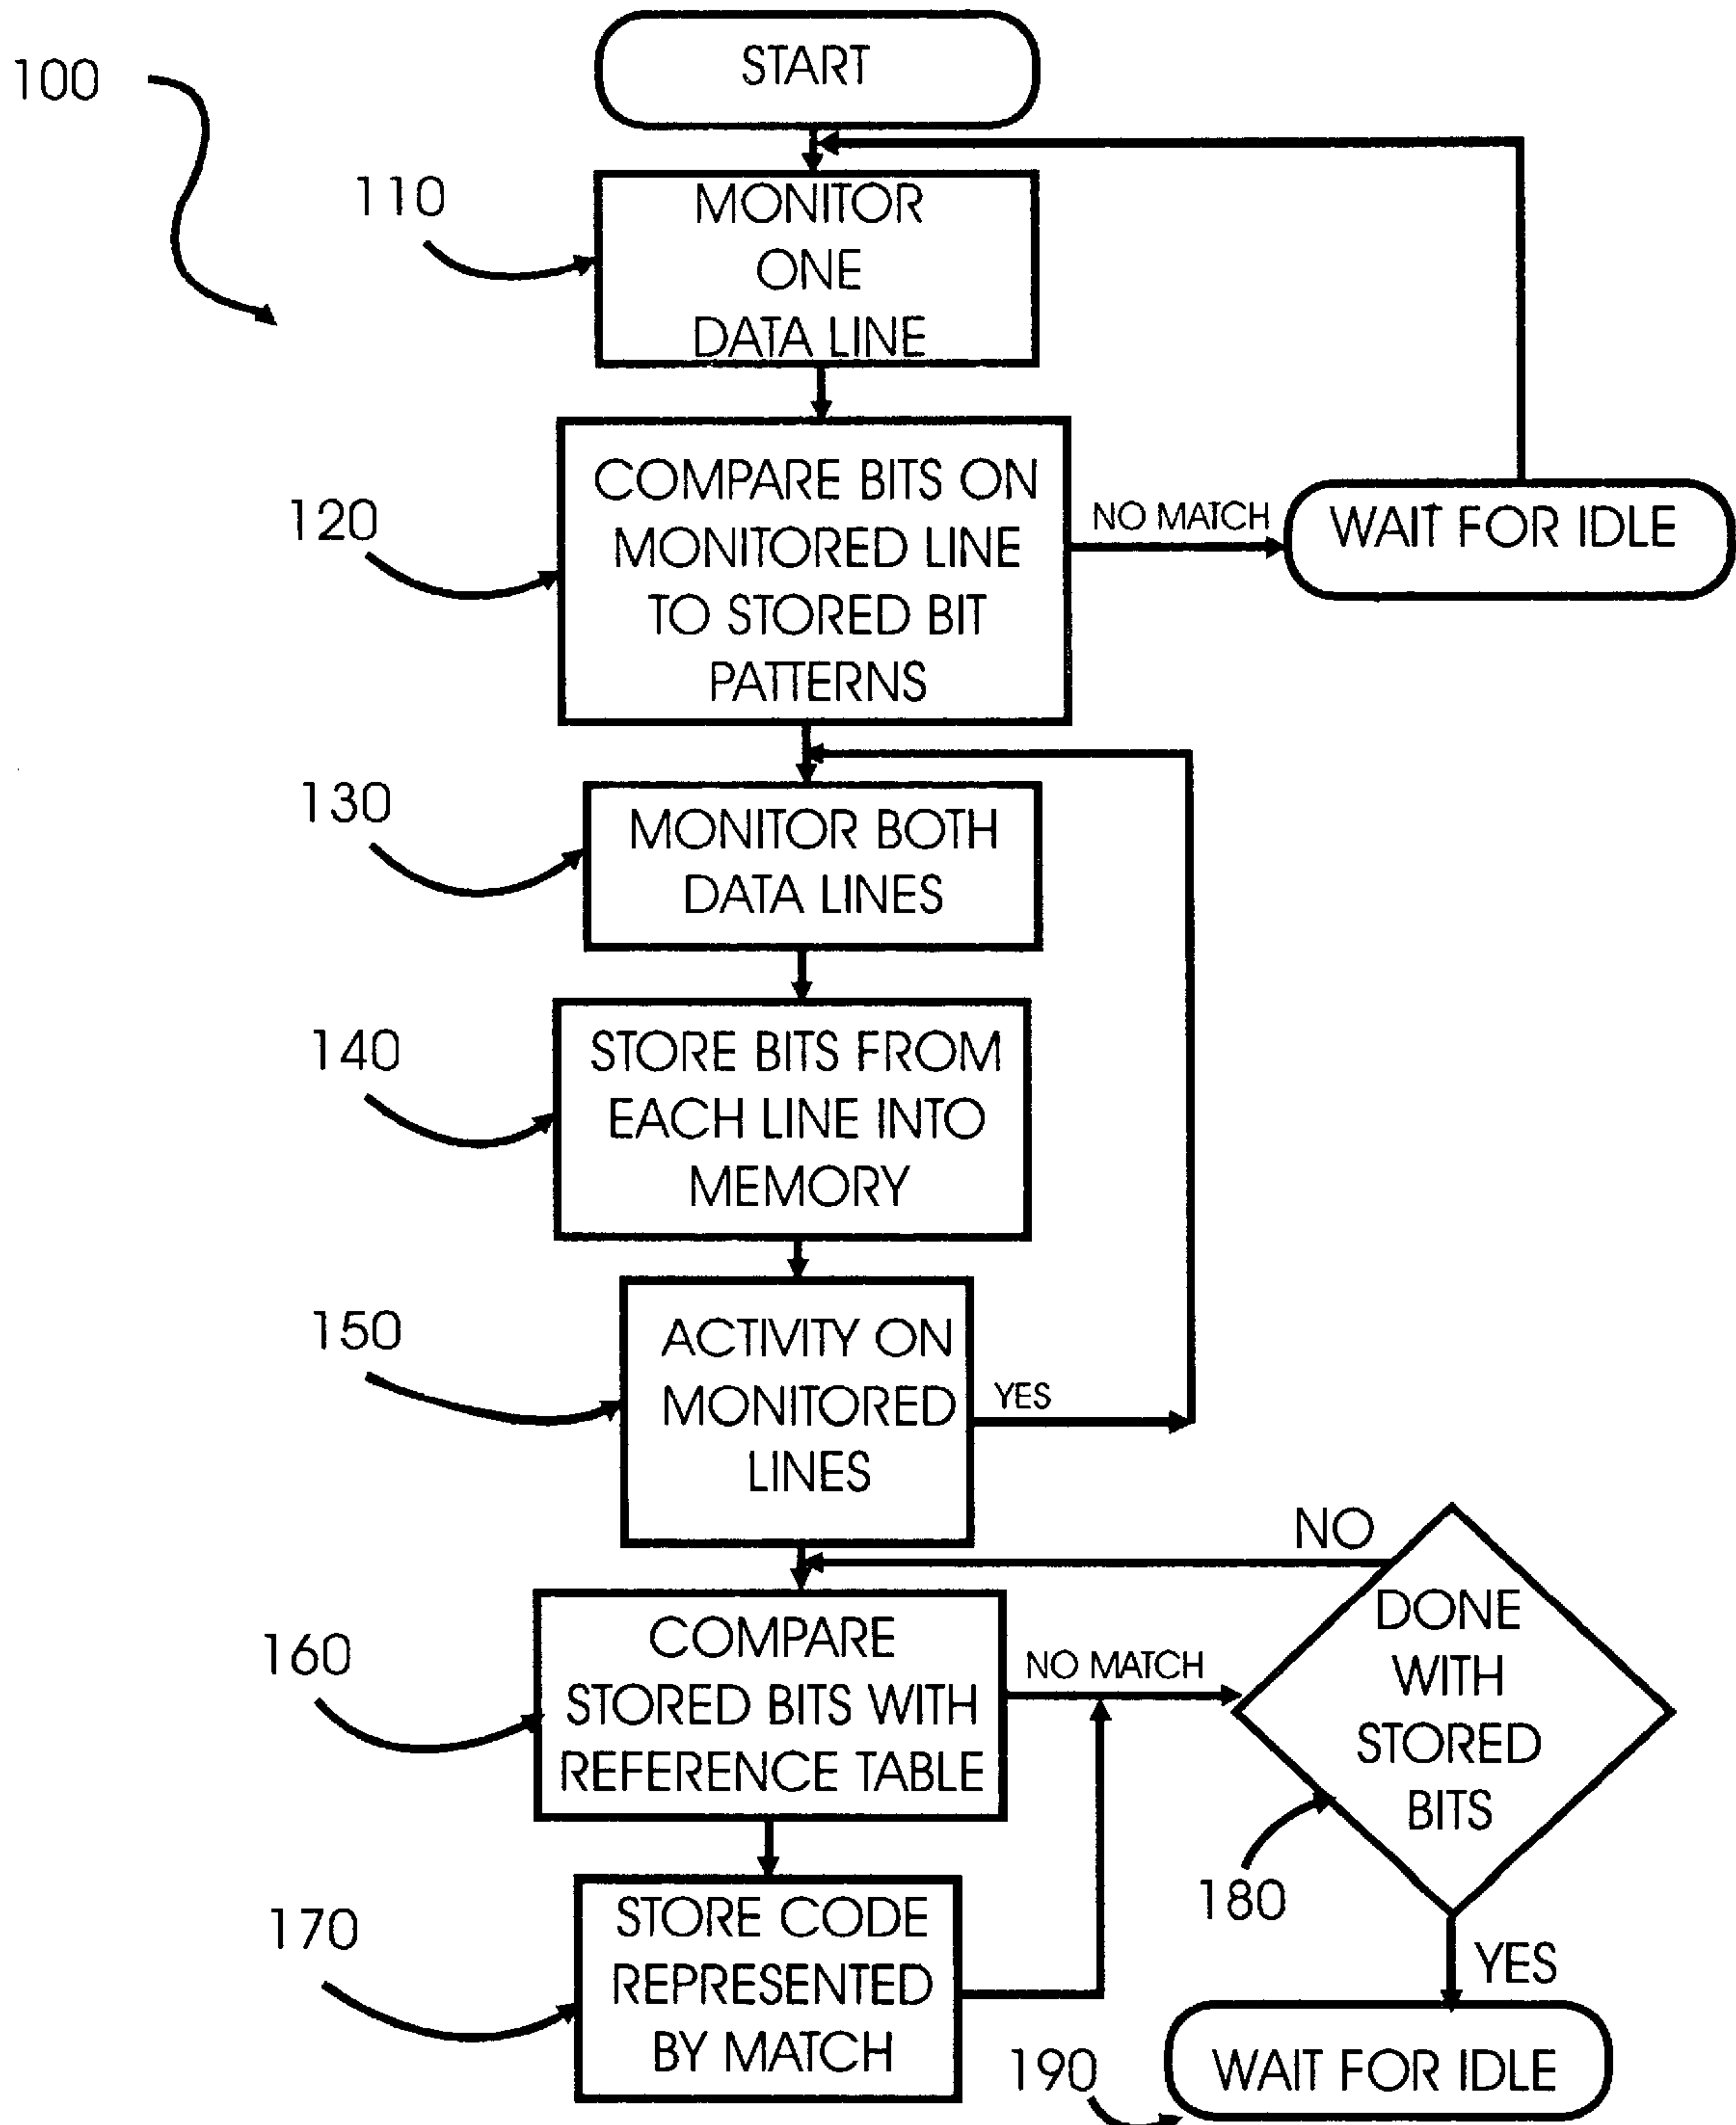 100
START
110
MONITOR
ONE
DATA LINE
120
COMPARE BITS ON
MONITORED LINE
TO STORED BIT
PATTERNS
NO MATCH
WAIT FOR IDLE
130
MONITOR BOTH
DATA LINES
140
STORE BITS FROM
EACH LINE INTO
MEMORY
150
ACTIVITY ON
MONITORED
LINES
YES
160
COMPARE
STORED BITS WITH
REFERENCE TABLE
NO MATCH
NO
DONE
WITH
STORED
BITS
180
170
STORE CODE
REPRESENTED
BY MATCH
YES
190
WAIT FOR IDLE